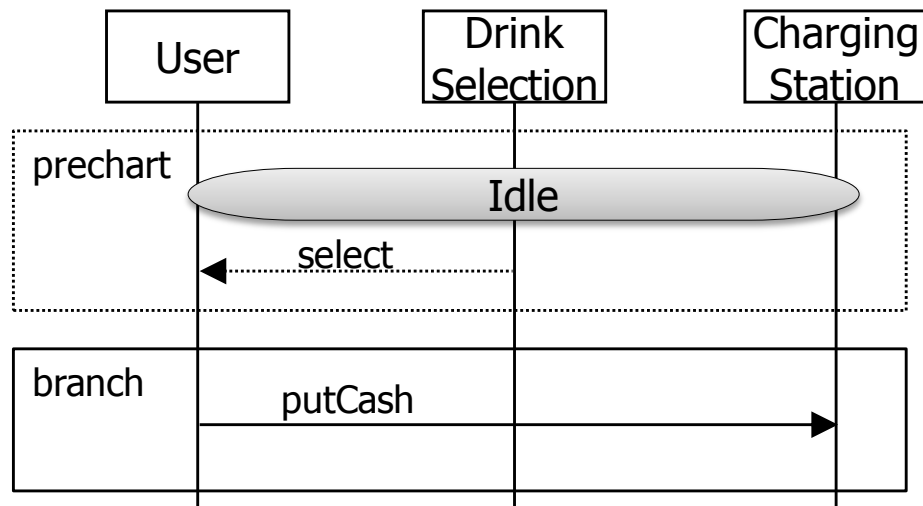 User
Drink
Selection
Charging
Station
prechart
Idle
select
branch
putCash